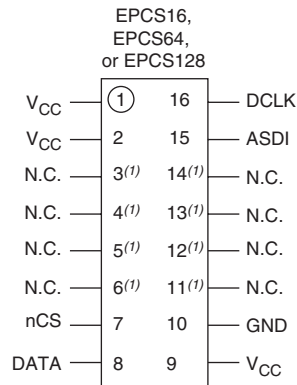 EPCS16,
EPCS64,
or EPCS128
VCC 1 16 DCLK
VCC 2 15 ASDI
N.C. 3(1) 14(1) N.C.
N.C. 4(1) 13(1) N.C.
N.C. 5(1) 12(1) N.C.
N.C. 6(1) 11(1) N.C.
nCS 7 10 GND
DATA 8 9 VCC